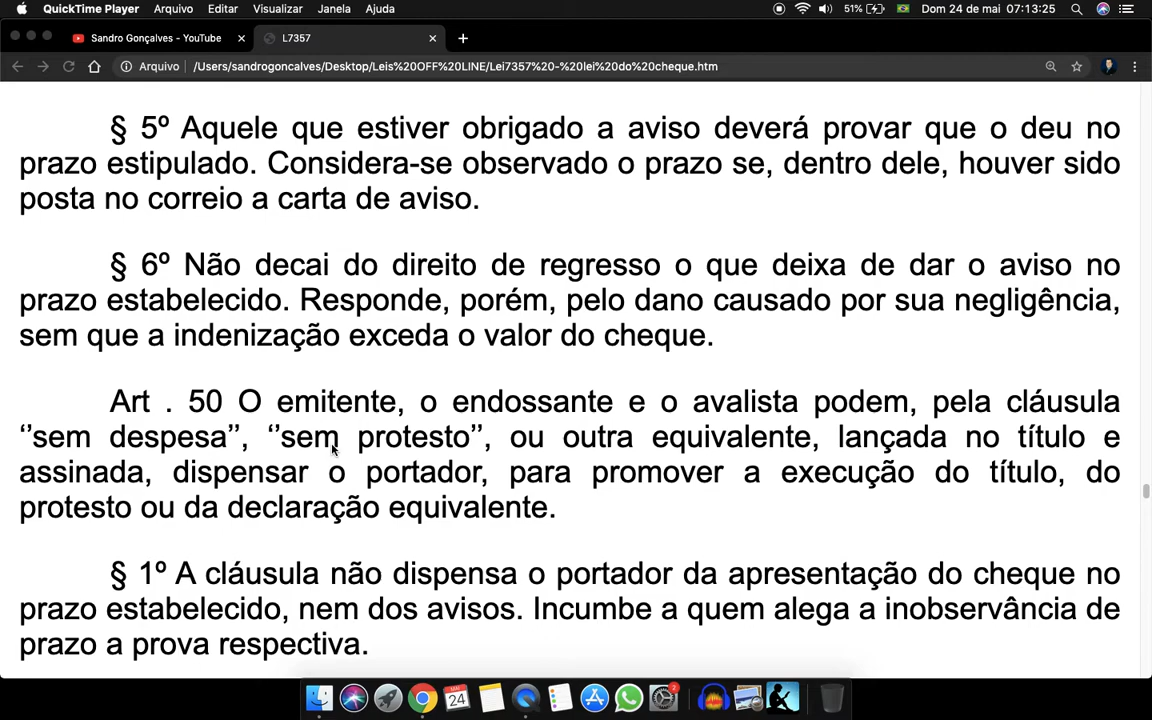 QuickTime Player Arquivo Editar Visualizar Janela Ajuda 51% Dom 24 de mai 07:13:25
Sandro Gonçalves - YouTube L7357
Arquivo /Users/sandrogoncalves/Desktop/Leis%20OFF%20LINE/Lei7357%20-%20lei%20do%20cheque.htm
§ 5º Aquele que estiver obrigado a aviso deverá provar que o deu no
prazo estipulado. Considera-se observado o prazo se, dentro dele, houver sido
posta no correio a carta de aviso.
§ 6º Não decai do direito de regresso o que deixa de dar o aviso no
prazo estabelecido. Responde, porém, pelo dano causado por sua negligência,
sem que a indenização exceda o valor do cheque.
Art . 50 O emitente, o endossante e o avalista podem, pela cláusula
‘’sem despesa’’, ‘’sem protesto’’, ou outra equivalente, lançada no título e
assinada, dispensar o portador, para promover a execução do título, do
protesto ou da declaração equivalente.
§ 1º A cláusula não dispensa o portador da apresentação do cheque no
prazo estabelecido, nem dos avisos. Incumbe a quem alega a inobservância de
prazo a prova respectiva.
MAI
24
2